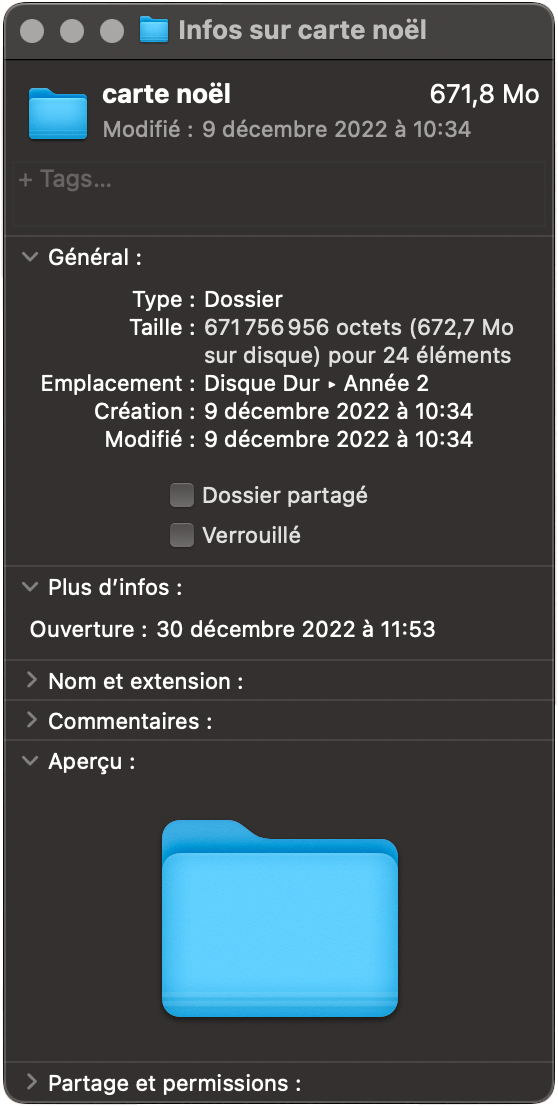 Infos sur carte noël
carte noël 671,8 Mo
Modifié : 9 décembre 2022 à 10:34
+ Tags...
Général :
Type : Dossier
Taille : 671 756 956 octets (672,7 Mo
sur disque) pour 24 éléments
Emplacement : Disque Dur ▸ Année 2
Création : 9 décembre 2022 à 10:34
Modifié : 9 décembre 2022 à 10:34
Dossier partagé
Verrouillé
Plus d’infos :
Ouverture : 30 décembre 2022 à 11:53
Nom et extension :
Commentaires :
Aperçu :
Partage et permissions :